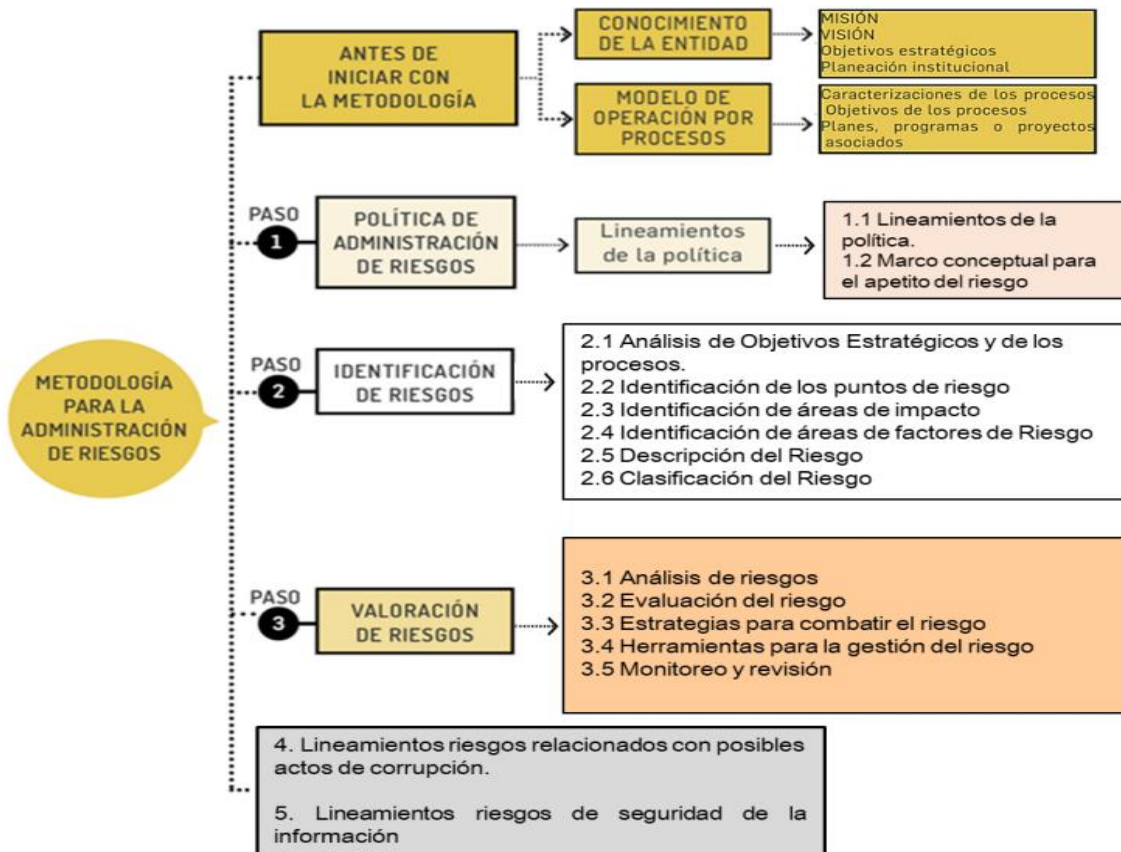 ANTES DE
INICIAR CON
LA METODOLOGÍA
CONOCIMIENTO
DE LA ENTIDAD
MISIÓN
VISIÓN
Objetivos estratégicos
Planeación institucional
MODELO DE
OPERACIÓN POR
PROCESOS
Caracterizaciones de los procesos
Objetivos de los procesos
Planes, programas o proyectos
asociados
PASO
1
POLÍTICA DE
ADMINISTRACIÓN
DE RIESGOS
Lineamientos
de la política
1.1 Lineamientos de la
política.
1.2 Marco conceptual para
el apetito del riesgo
METODOLOGÍA
PARA LA
ADMINISTRACIÓN
DE RIESGOS
PASO
2
IDENTIFICACIÓN
DE RIESGOS
2.1 Análisis de Objetivos Estratégicos y de los
procesos.
2.2 Identificación de los puntos de riesgo
2.3 Identificación de áreas de impacto
2.4 Identificación de áreas de factores de Riesgo
2.5 Descripción del Riesgo
2.6 Clasificación del Riesgo
PASO
3
VALORACIÓN
DE RIESGOS
3.1 Análisis de riesgos
3.2 Evaluación del riesgo
3.3 Estrategias para combatir el riesgo
3.4 Herramientas para la gestión del riesgo
3.5 Monitoreo y revisión
4. Lineamientos riesgos relacionados con posibles
actos de corrupción.
5. Lineamientos riesgos de seguridad de la
información